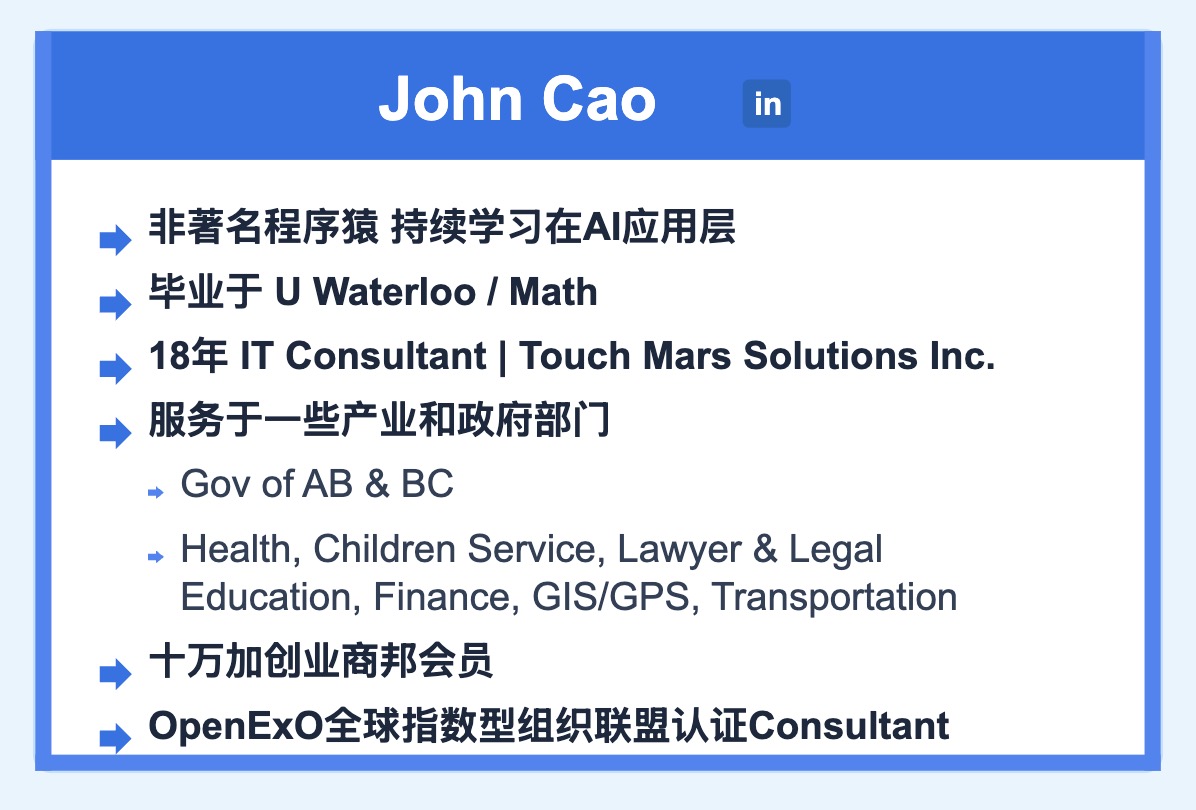 John Cao in
非著名程序猿 持续学习在AI应用层
毕业于 U Waterloo / Math
18年 IT Consultant | Touch Mars Solutions Inc.
服务于一些产业和政府部门
Gov of AB & BC
Health, Children Service, Lawyer & Legal
Education, Finance, GIS/GPS, Transportation
十万加创业商邦会员
OpenExO全球指数型组织联盟认证Consultant